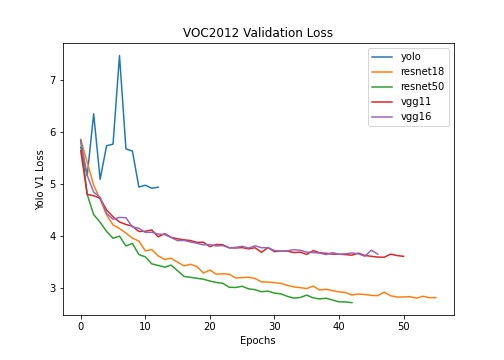 VOC2012 Validation Loss
yolo
resnet18
resnet50
vgg11
vgg16
Yolo V1 Loss
7
6
5
4
3
0
10
20
30
40
50
Epochs